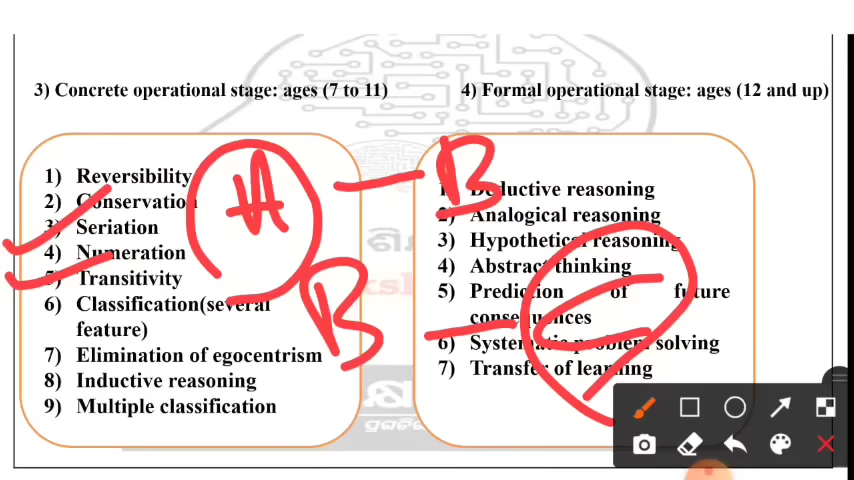 3) Concrete operational stage: ages (7 to 11)
4) Formal operational stage: ages (12 and up)
1) Reversibility
2) Conservation
3) Seriation
4) Numeration
5) Transitivity
6) Classification(several
feature)
7) Elimination of egocentrism
8) Inductive reasoning
9) Multiple classification
A
B
B
1) Deductive reasoning
2) Analogical reasoning
3) Hypothetical reasoning
4) Abstract thinking
5) Prediction of future
consequences
6) Systematic problem solving
7) Transfer of learning